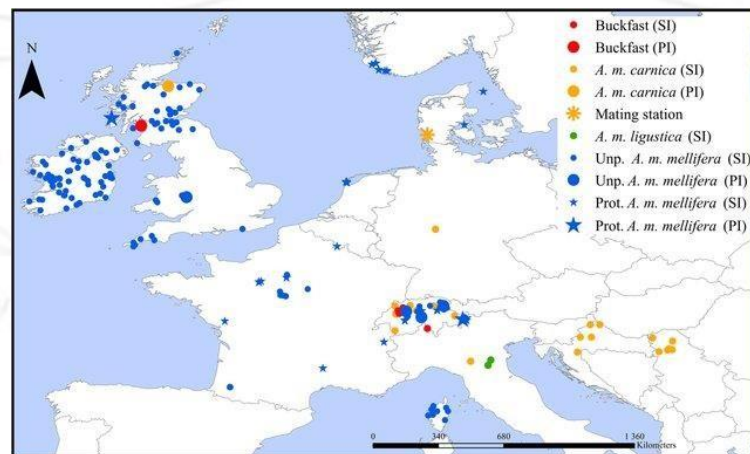 N
Buckfast (SI)
Buckfast (PI)
A. m. carnica (SI)
A. m. carnica (PI)
Mating station
A. m. ligustica (SI)
Unp. A. m. mellifera (SI)
Unp. A. m. mellifera (PI)
Prot. A. m. mellifera (SI)
Prot. A. m. mellifera (PI)
0 340 680 1 360
Kilometers